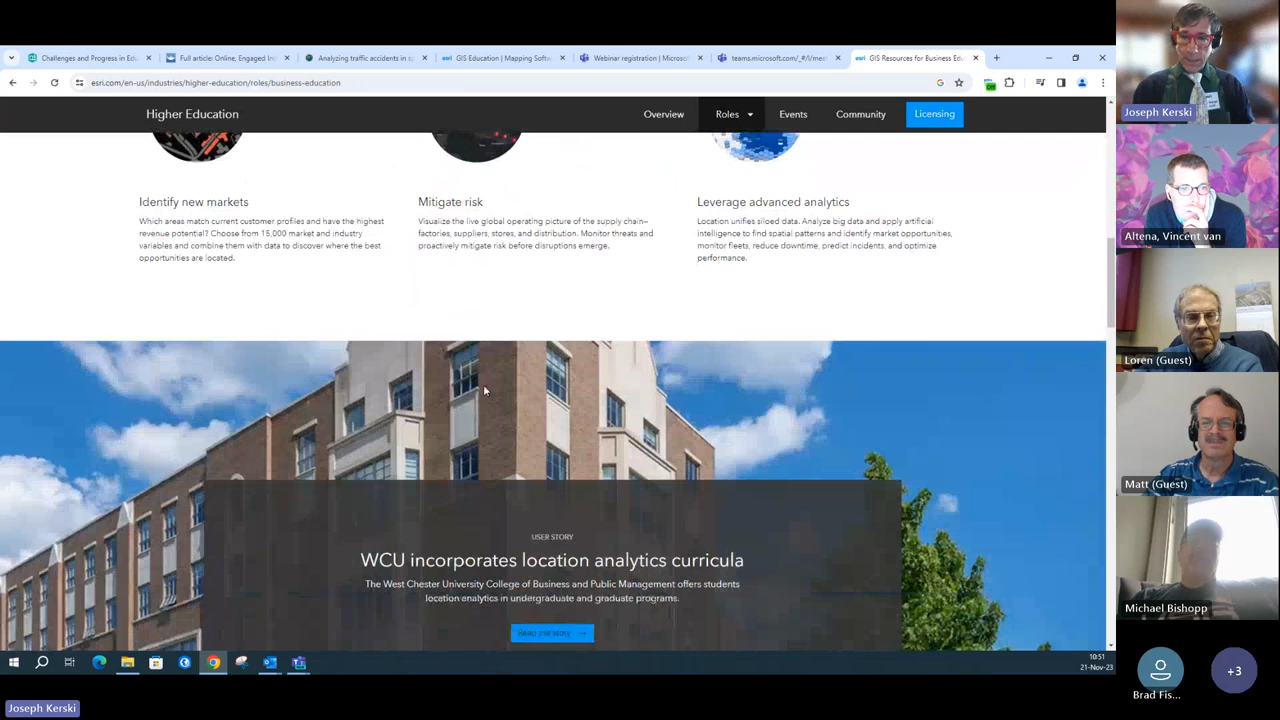 Challenges and Progress in Edu
Full article: Online, Engaged In
Analyzing traffic accidents in s
GIS Education | Mapping Softw
Webinar registration | Microsof
teams.microsoft.com/_#/l/meet
GIS Resources for Business Edu
esri.com/en-us/industries/higher-education/roles/business-education
Higher Education
Overview
Roles
Events
Community
Licensing
Identify new markets
Which areas match current customer profiles and have the highest
revenue potential? Choose from 15,000 market and industry
variables and combine them with data to discover where the best
opportunities are located.
Mitigate risk
Visualize the live global operating picture of the supply chain–
factories, suppliers, stores, and distribution. Monitor threats and
proactively mitigate risk before disruptions emerge.
Leverage advanced analytics
Location unifies siloed data. Analyze big data and apply artificial
intelligence to find spatial patterns and identify market opportunities,
monitor fleets, reduce downtime, predict incidents, and optimize
performance.
USER STORY
WCU incorporates location analytics curricula
The West Chester University College of Business and Public Management offers students
location analytics in undergraduate and graduate programs.
Read the story →
10:51
21-Nov-23
Joseph Kerski
Joseph Kerski
Altena, Vincent van
Loren (Guest)
Matt (Guest)
Michael Bishopp
Brad Fis...
+3